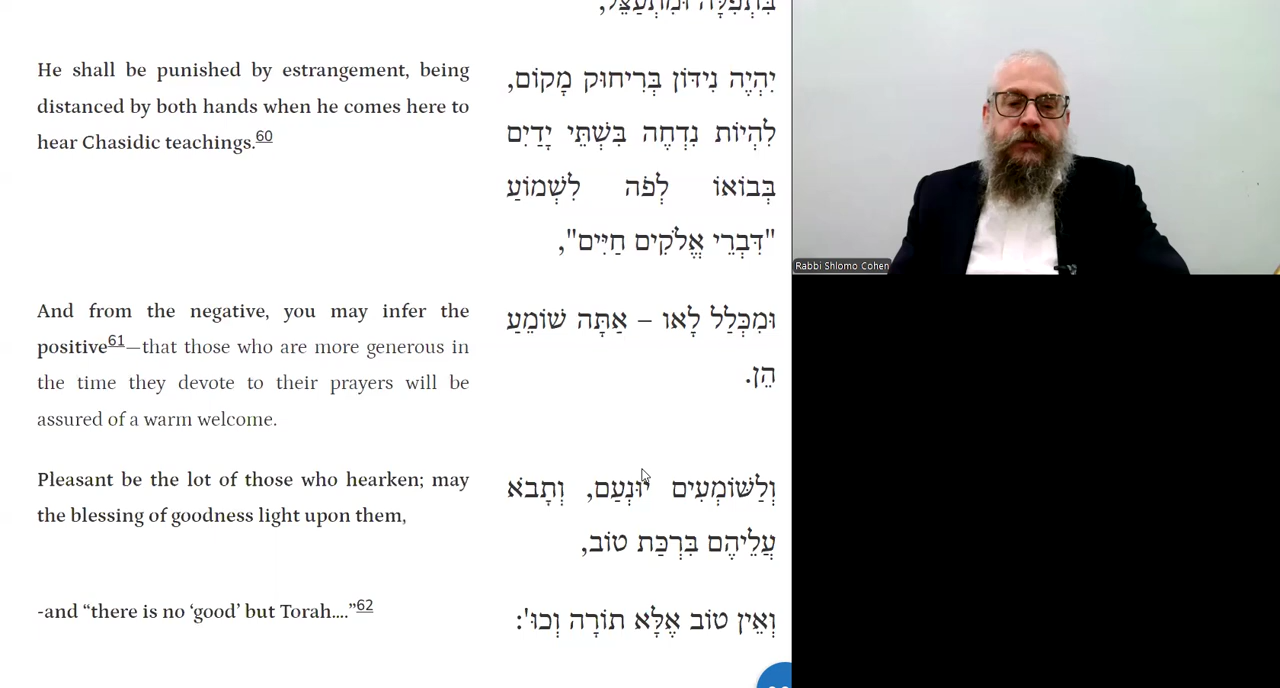 בִּתְפִלָּה וּמִתְעַצֵּל,
He shall be punished by estrangement, being
distanced by both hands when he comes here to
hear Chasidic teachings.60
יִהְיֶה נִידּוֹן בְּרִיחוּק מָקוֹם,
לִהְיוֹת נִדְחֶה בִּשְׁתֵּי יָדַיִם
בְּבוֹאוֹ לְפֹה לִשְׁמוֹעַ
"דִּבְרֵי אֱלֹקִים חַיִּים",
And from the negative, you may infer the
positive61—that those who are more generous in
the time they devote to their prayers will be
assured of a warm welcome.
וּמִכְּלַל לָאו – אַתָּה שׁוֹמֵעַ
הֵן.
Pleasant be the lot of those who hearken; may
the blessing of goodness light upon them,
וְלַשּׁוֹמְעִים יוּנְעַם, וְתָבֹא
עֲלֵיהֶם בִּרְכַּת טוֹב,
-and “there is no ‘good’ but Torah....”62
וְאֵין טוֹב אֶלָּא תוֹרָה וְכוּ':
Rabbi Shlomo Cohen